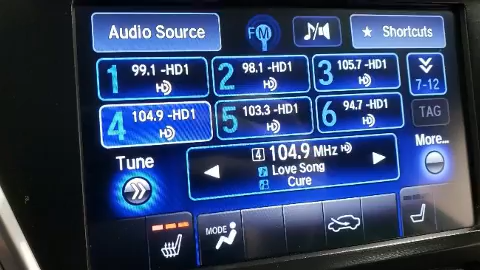 Audio Source
FM
★ Shortcuts
1 99.1-HD1
2 98.1-HD1
3 105.7-HD1
7-12
4 104.9-HD1
5 103.3-HD1
6 94.7-HD1
TAG
Tune
4 104.9 MHz
More...
Love Song
Cure
MODE